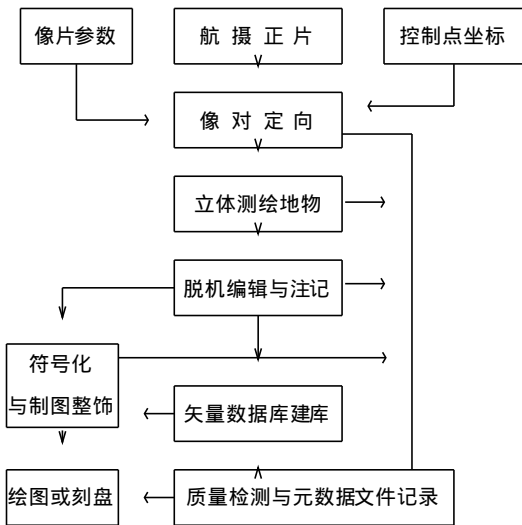 像片参数
航 摄 正 片
控制点坐标
像 对 定 向
立体测绘地物
脱机编辑与注记
符号化
与制图整饰
矢量数据库建库
绘图或刻盘
质量检测与元数据文件记录